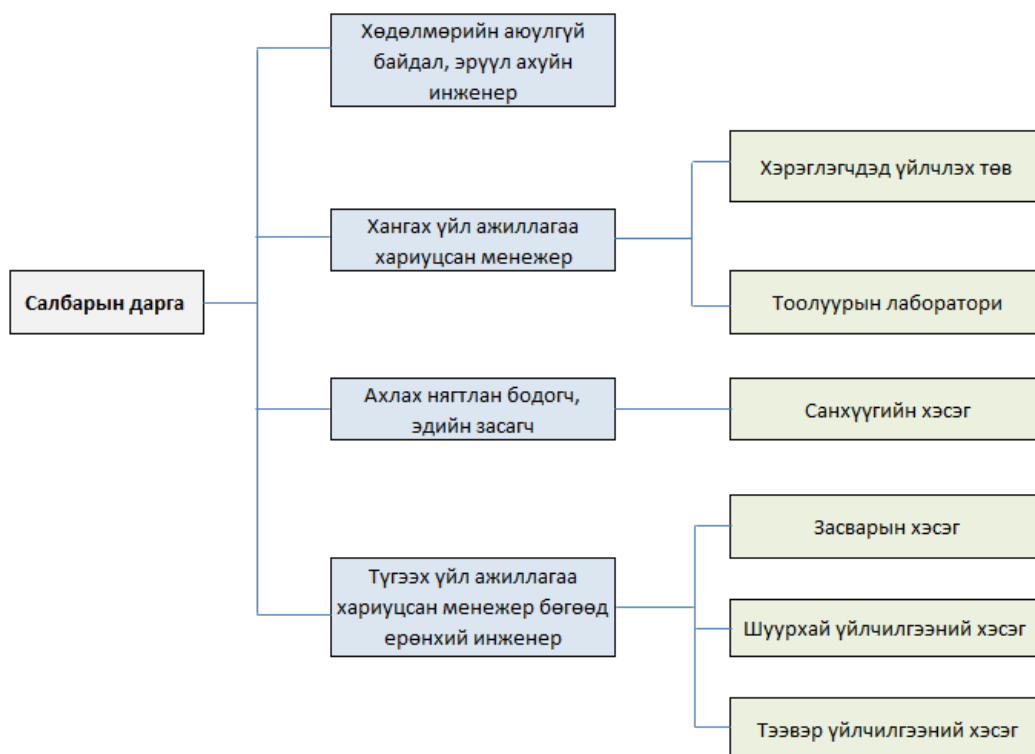 Хөдөлмөрийн аюулгүй
байдал, эрүүл ахуйн
инженер
Хэрэглэгчдэд үйлчлэх төв
Хангах үйл ажиллагаа
хариуцсан менежер
Салбарын дарга
Тоолуурын лаборатори
Ахлах нягтлан бодогч,
эдийн засагч
Санхүүгийн хэсэг
Засварын хэсэг
Түгээх үйл ажиллагаа
хариуцсан менежер бөгөөд
ерөнхий инженер
Шуурхай үйлчилгээний хэсэг
Тээвэр үйлчилгээний хэсэг